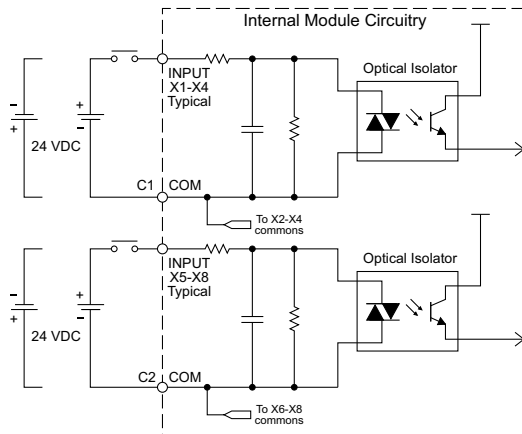 Internal Module Circuitry
INPUT
X1-X4
Typical
Optical Isolator
-
+
+
-
24 VDC
C1
COM
To X2-X4
commons
INPUT
X5-X8
Typical
Optical Isolator
-
+
+
-
24 VDC
C2
COM
To X6-X8
commons